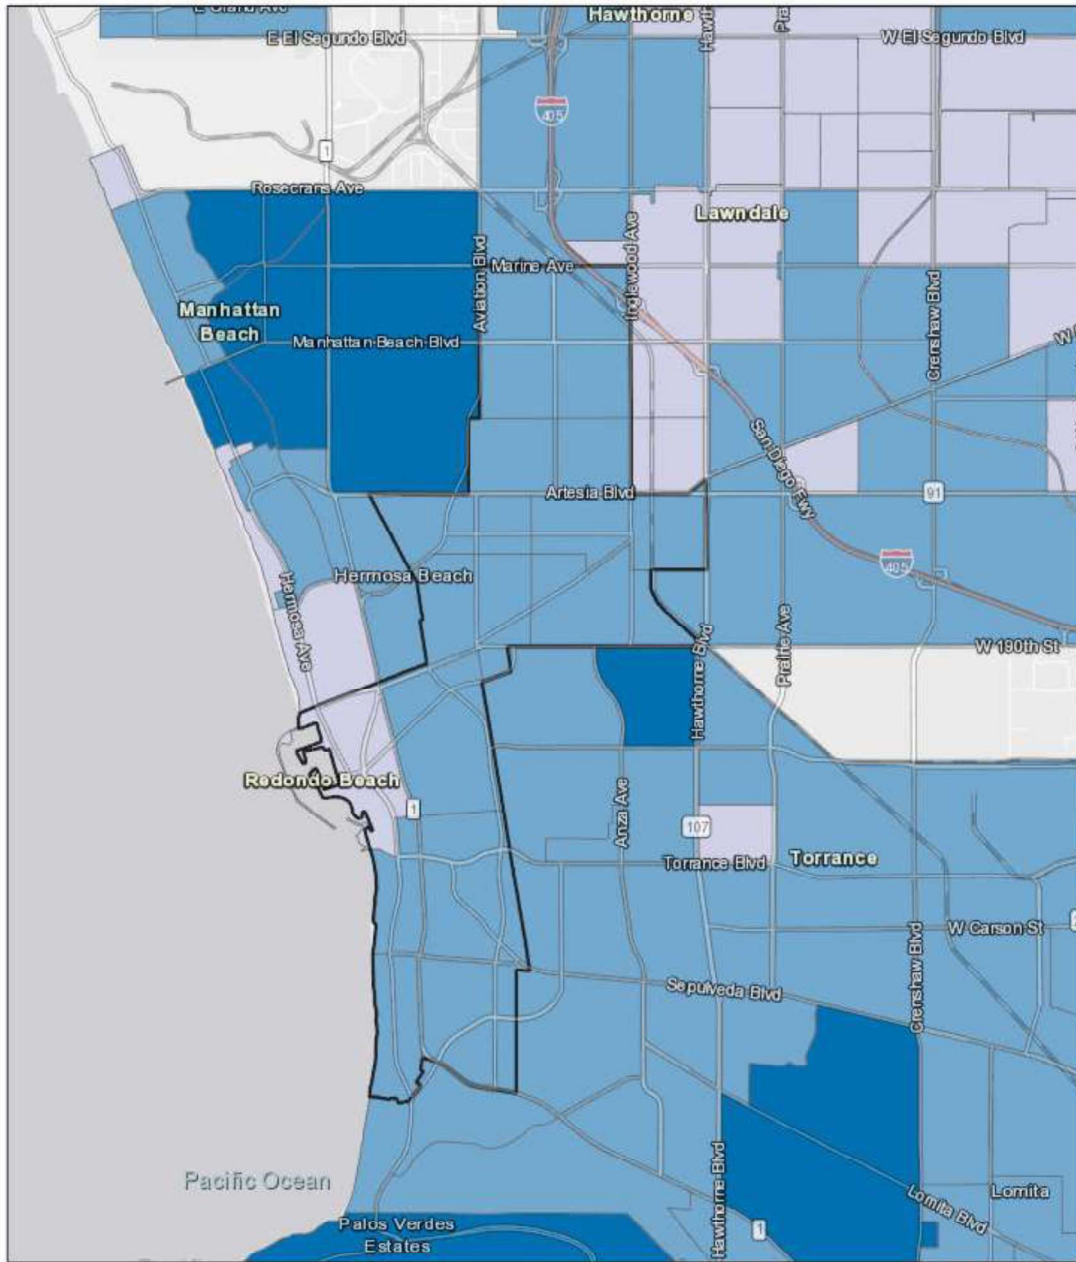 E Grand Ave
Hawthorne
E El Segundo Blvd
W El Segundo Blvd
405
1
Rosecrans Ave
Lawndale
Aviation Blvd
Marine Ave
Inglewood Ave
Manhattan
Beach
Manhattan Beach Blvd
Crenshaw Blvd
San Diego Fwy
Artesia Blvd
91
405
Hermosa Beach
Hermosa Ave
W 190th St
Hawthorne Blvd
Prairie Ave
Redondo Beach
1
Anza Ave
107
Torrance Blvd
Torrance
W Carson St
Crenshaw Blvd
Sepulveda Blvd
Pacific Ocean
Hawthorne Blvd
Lomita
Lomita Blvd
1
Palos Verdes
Estates